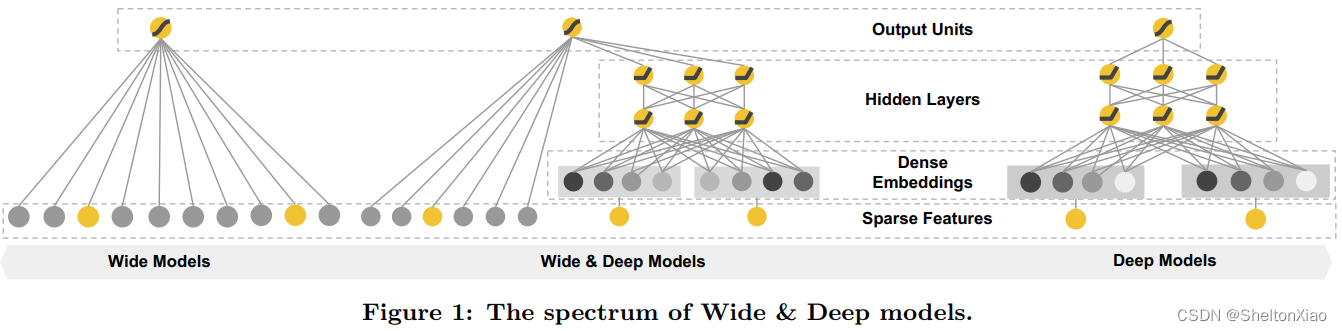 Output Units
Hidden Layers
Dense
Embeddings
Sparse Features
Wide Models
Wide & Deep Models
Deep Models
Figure 1: The spectrum of Wide & Deep models.
CSDN @SheltonXiao